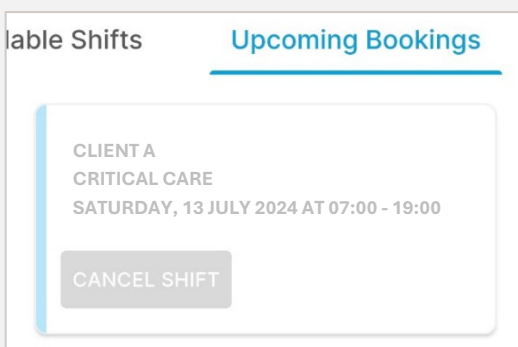 lable Shifts Upcoming Bookings
CLIENT A
CRITICAL CARE
SATURDAY, 13 JULY 2024 AT 07:00 - 19:00
CANCEL SHIFT